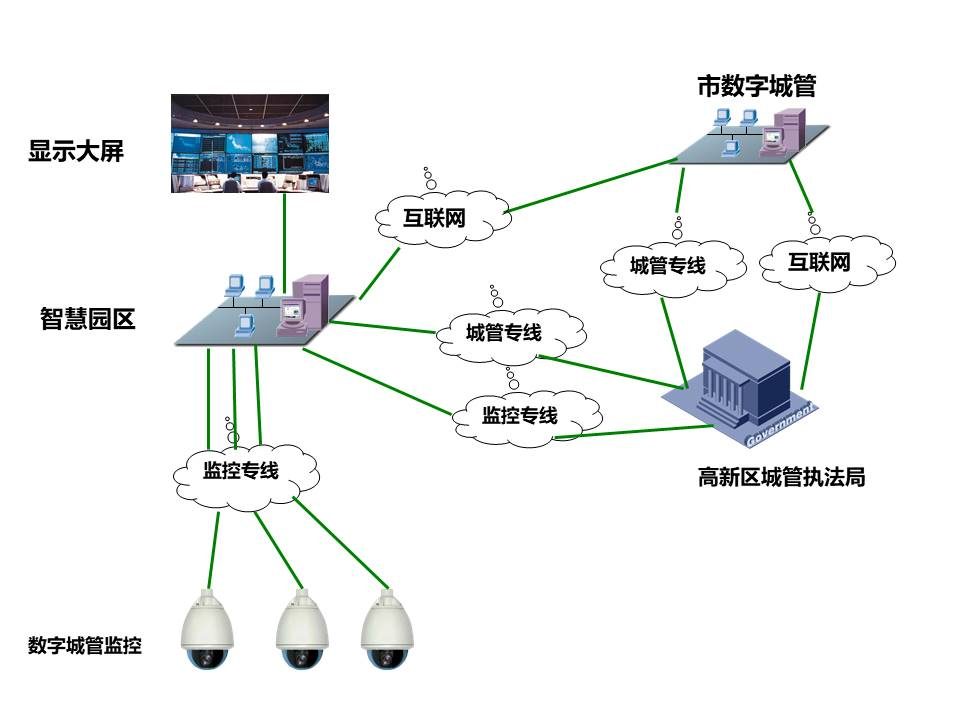 市数字城管
显示大屏
互联网
城管专线
互联网
智慧园区
城管专线
监控专线
Government
监控专线
高新区城管执法局
数字城管监控